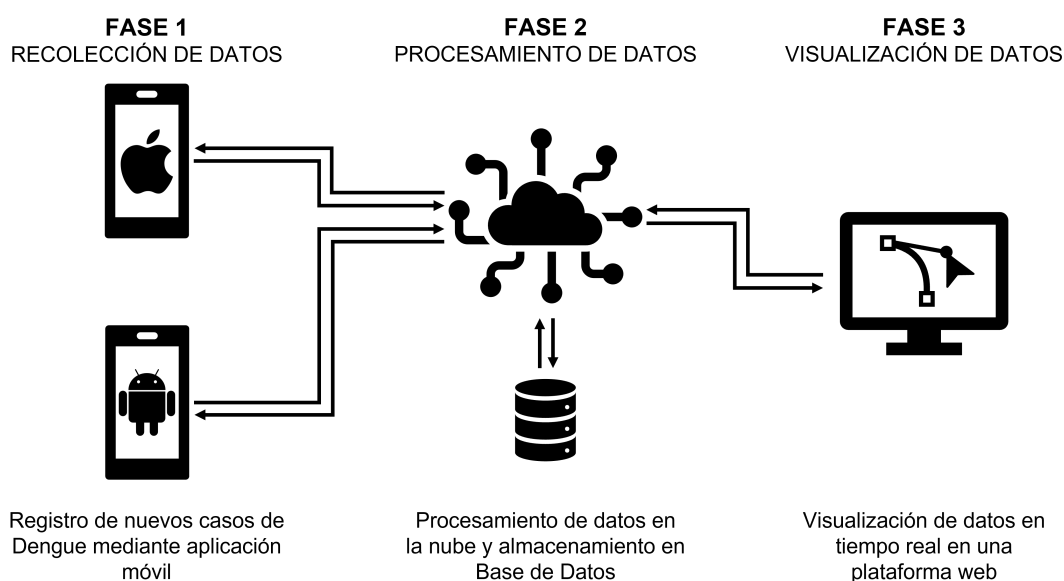 FASE 1
RECOLECCIÓN DE DATOS
FASE 2
PROCESAMIENTO DE DATOS
FASE 3
VISUALIZACIÓN DE DATOS
Registro de nuevos casos de
Dengue mediante aplicación
móvil
Procesamiento de datos en
la nube y almacenamiento en
Base de Datos
Visualización de datos en
tiempo real en una
plataforma web